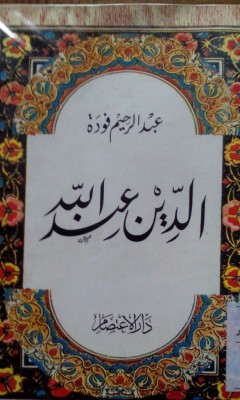 عبد الرحيم فودة
الدين عند الله
دار الاعتصام